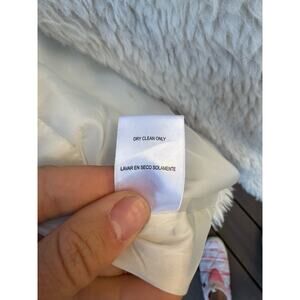 DRY CLEAN ONLY
LAVAR EN SECO SOLAMENTE